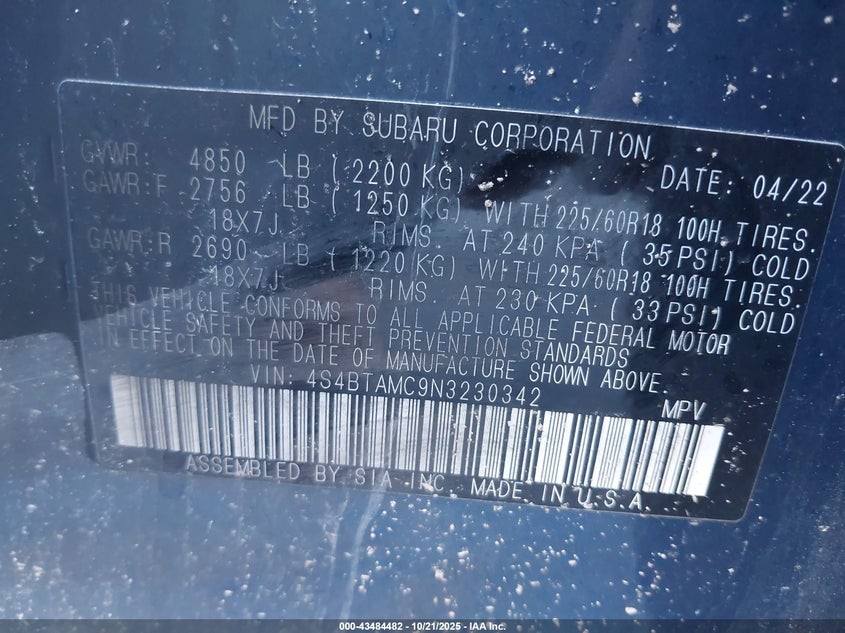 MFD BY SUBARU CORPORATION
GVWR: 4850 LB (2200 KG) DATE: 04/22
GAWR:F 2756 LB (1250 KG) WITH 225/60R18 100H TIRES.
18X7J RIMS. AT 240 KPA (35PSI) COLD
GAWR:R 2690 LB (1220 KG) WITH 225/60R18 100H TIRES.
18X7J RIMS. AT 230 KPA (33PSI) COLD
THIS VEHICLE CONFORMS TO ALL APPLICABLE FEDERAL MOTOR
VEHICLE SAFETY AND THEFT PREVENTION STANDARDS
IN EFFECT ON THE DATE OF MANUFACTURE SHOWN ABOVE.
VIN: 4S4BTAMC9N3230342 MPV
ASSEMBLED BY SIA INC. MADE IN U.S.A.
000-43484482 - 10/21/2025 - IAA Inc.